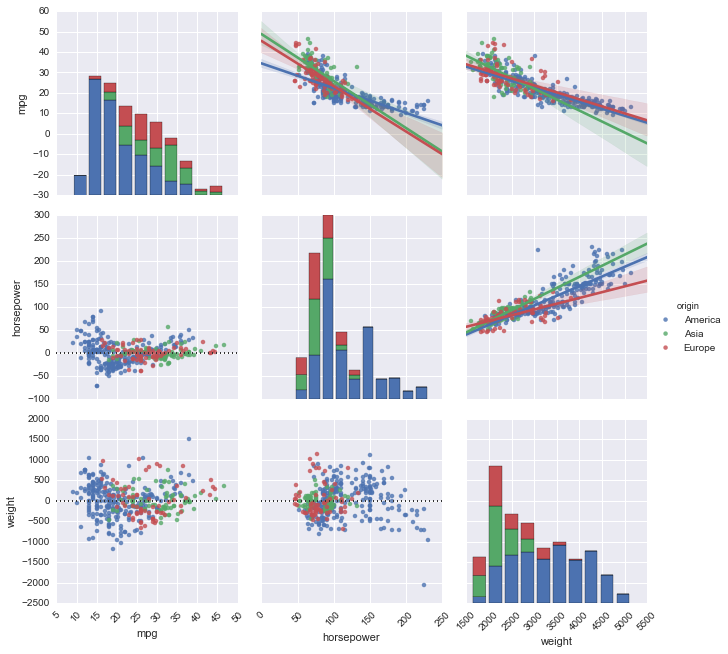 60
50
40
30
20
10
0
−10
−20
−30
mpg
300
250
200
150
100
50
0
−50
−100
horsepower
origin
America
Asia
Europe
2000
1500
1000
500
0
−500
−1000
−1500
−2000
−2500
weight
5 10 15 20 25 30 35 40 45 50
mpg
0 50 100 150 200 250
horsepower
1500 2000 2500 3000 3500 4000 4500 5000 5500
weight